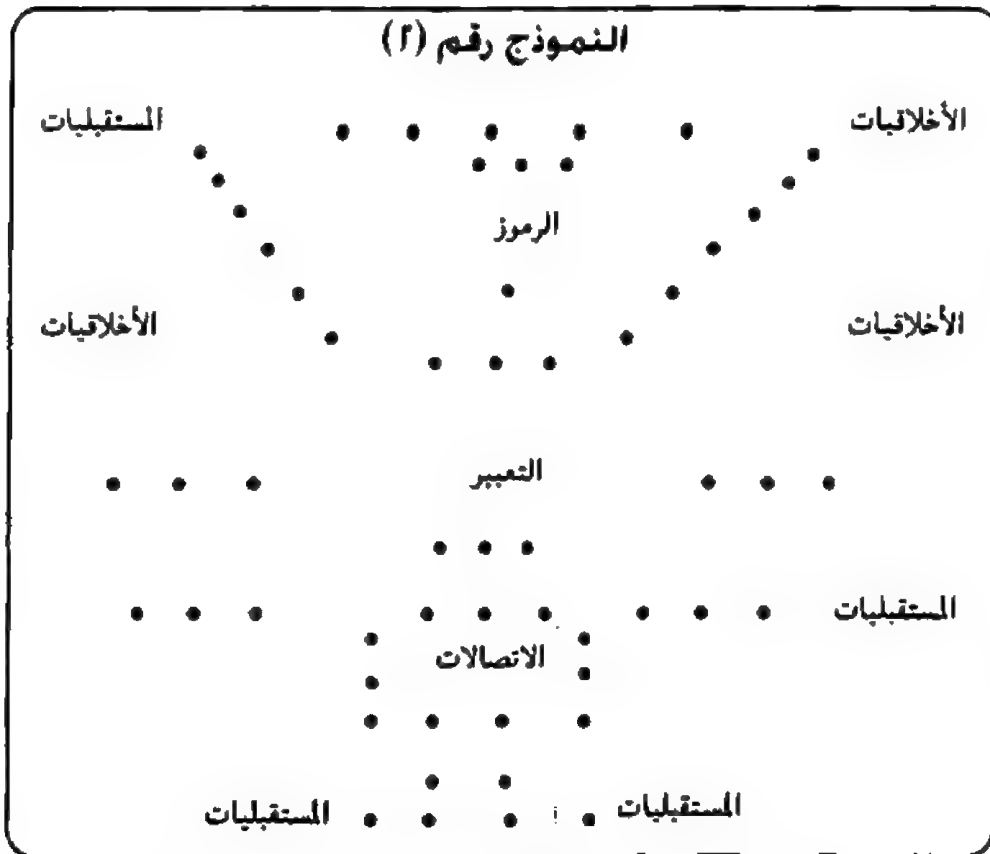 النموذج رقم (٢)
الأخلاقيات المستقبليات
الرموز
الأخلاقيات الأخلاقيات
التعبير
المستقبليات
الاتصالات
المستقبليات المستقبليات